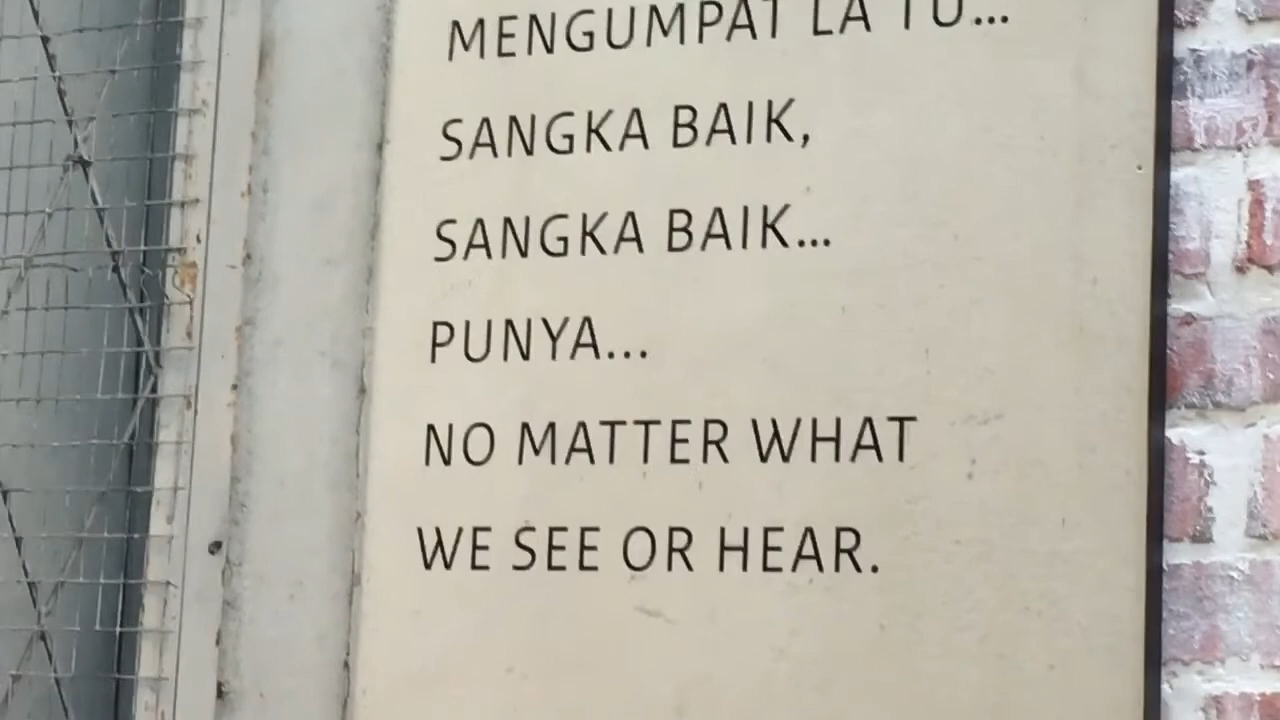 MENGUMPAT LA TU...
SANGKA BAIK,
SANGKA BAIK...
PUNYA...
NO MATTER WHAT
WE SEE OR HEAR.